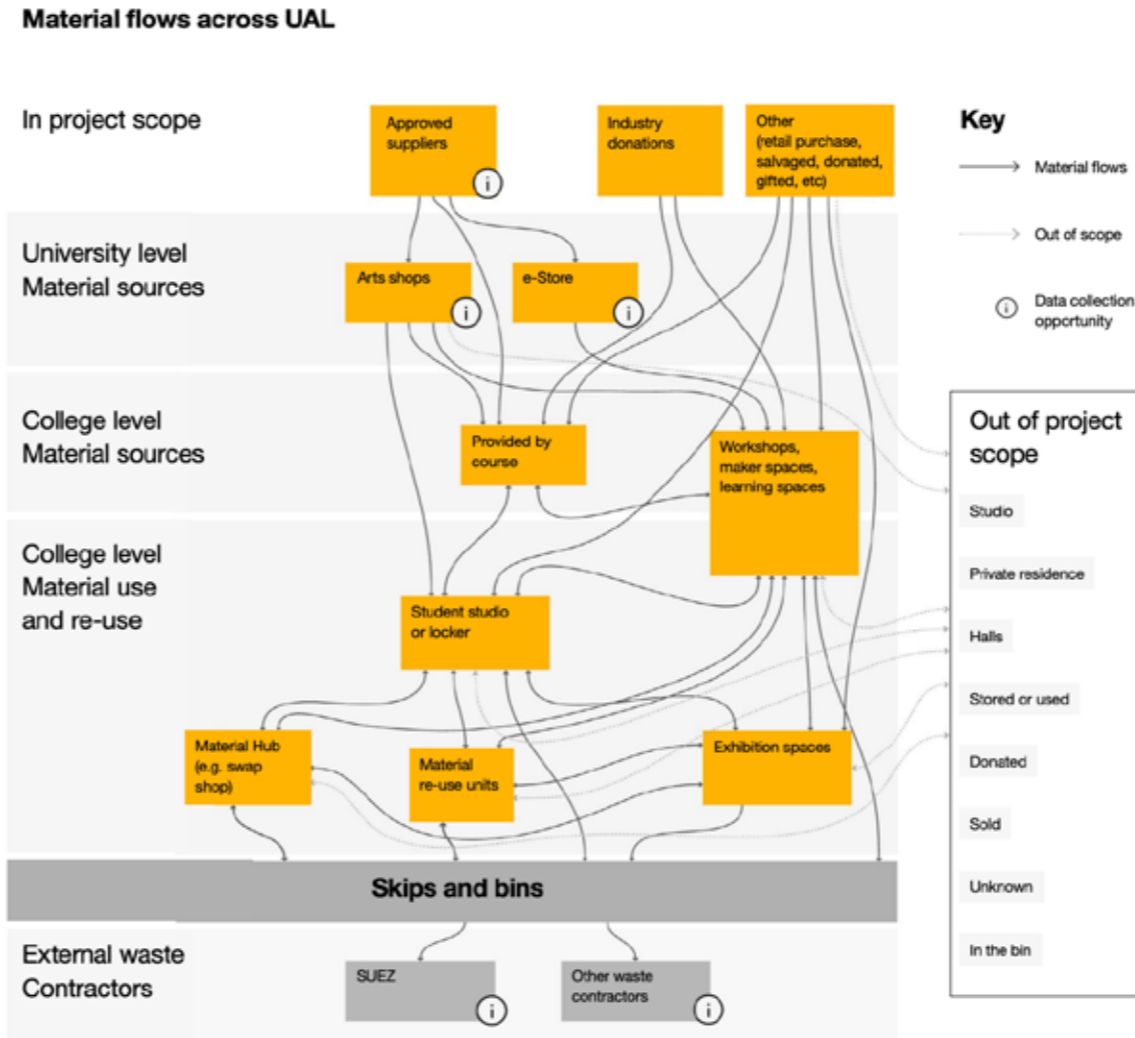 Material flows across UAL
In project scope
Approved
suppliers
i
Industry
donations
Other
(retail purchase,
salvaged, donated,
gifted, etc)
Key
Material flows
Out of scope
i
Data collection
opportunity
University level
Material sources
Arts shops
i
e-Store
i
College level
Material sources
Provided by
course
Workshops,
maker spaces,
learning spaces
Out of project
scope
Studio
Private residence
Halls
Stored or used
Donated
Sold
Unknown
In the bin
College level
Material use
and re-use
Student studio
or locker
Material Hub
(e.g. swap
shop)
Material
re-use units
Exhibition spaces
Skips and bins
External waste
Contractors
SUEZ
i
Other waste
contractors
i